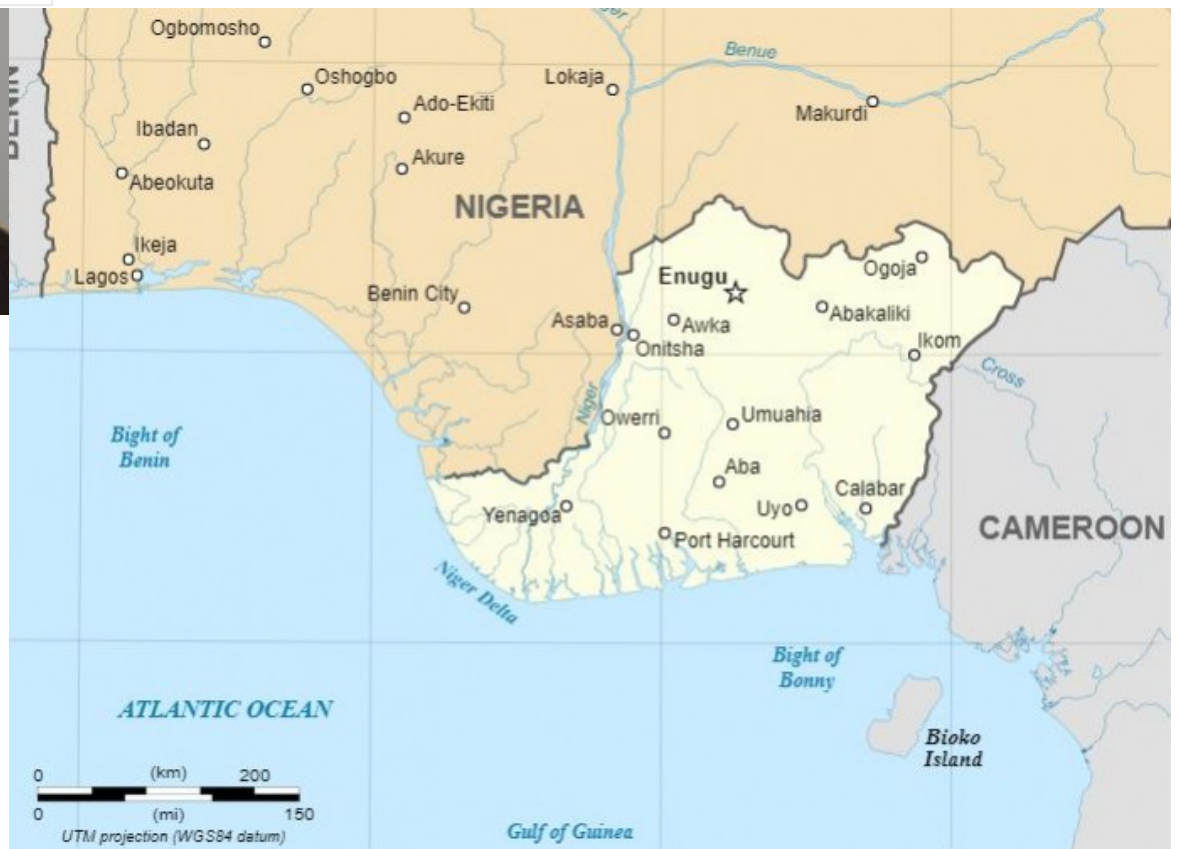 Ogbomosho
Oshogbo
Lokaja
Benue
Ado-Ekiti
Makurdi
Ibadan
Akure
Abeokuta
NIGERIA
Ikeja
Lagos
Enugu
Ogoja
Benin City
Asaba
Awka
Abakaliki
Onitsha
Ikom
Cross
Niger
Owerri
Umuahia
Bight of
Benin
Aba
Calabar
Yenagoa
Uyo
CAMEROON
Port Harcourt
Niger Delta
Bight of
Bonny
ATLANTIC OCEAN
Bioko
Island
0 (km) 200
0 (mi) 150
UTM projection (WGS84 datum)
Gulf of Guinea